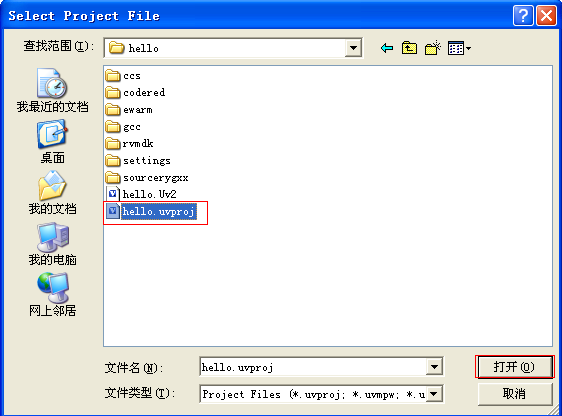 Select Project File
查找范围(I):
hello
我最近的文档
桌面
我的文档
我的电脑
网上邻居
ccs
codered
ewarm
gcc
rvmdk
settings
sourcerygxx
hello.Uv2
hello.uvproj
文件名(N):
hello.uvproj
打开(O)
文件类型(T):
Project Files (*.uvproj; *.uvmpw; *.u
取消